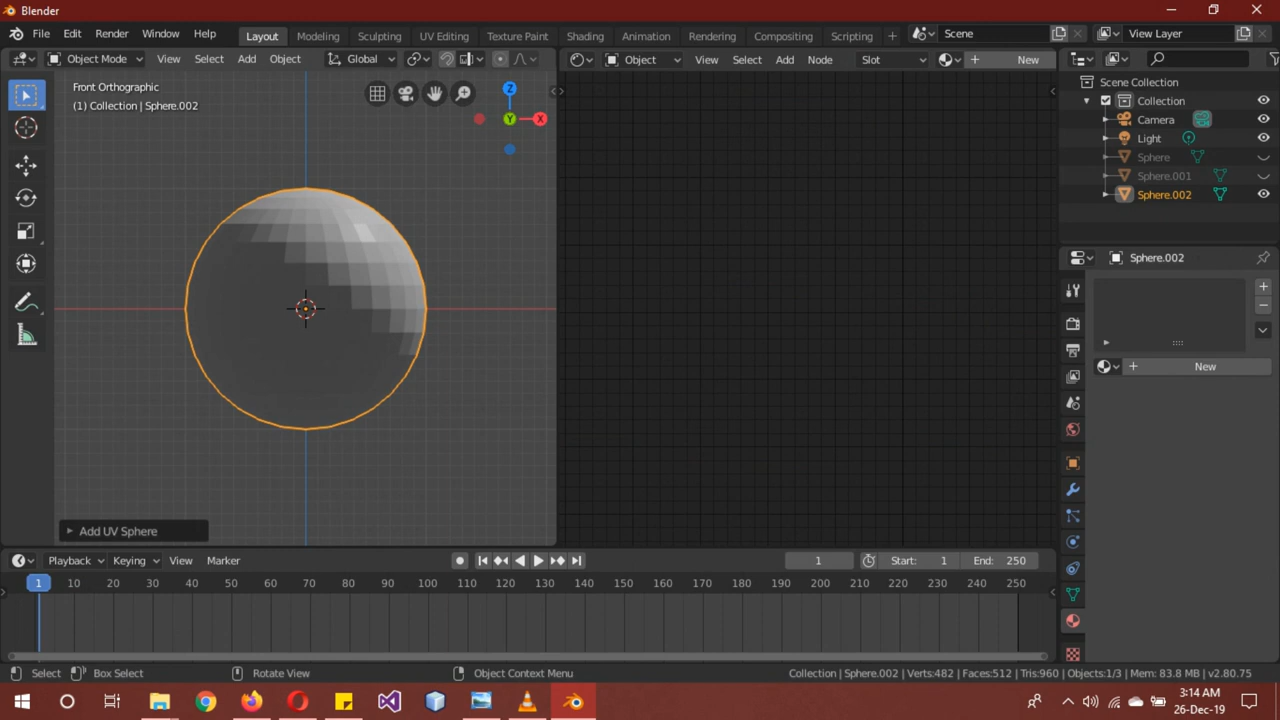 Blender
File Edit Render Window Help Layout Modeling Sculpting UV Editing Texture Paint Shading Animation Rendering Compositing Scripting + Scene View Layer
Object Mode View Select Add Object Global Object View Select Add Node Slot New
Front Orthographic
(1) Collection | Sphere.002
Z
Y
X
Scene Collection
Collection
Camera
Light
Sphere
Sphere.001
Sphere.002
Sphere.002
New
Add UV Sphere
Playback Keying View Marker 1 Start: 1 End: 250
1 10 20 30 40 50 60 70 80 90 100 110 120 130 140 150 160 170 180 190 200 210 220 230 240 250
Select Box Select Rotate View Object Context Menu Collection | Sphere.002 | Verts:482 | Faces:512 | Tris:960 | Objects:1/3 | Mem: 83.8 MB | v2.80.75
3:14 AM
26-Dec-19